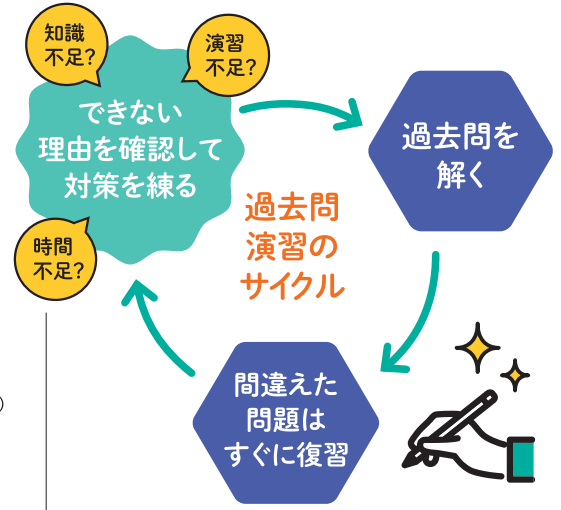 知識
不足?
演習
不足?
できない
理由を確認して
対策を練る
時間
不足?
過去問を
解く
過去問
演習の
サイクル
間違えた
問題は
すぐに復習
)